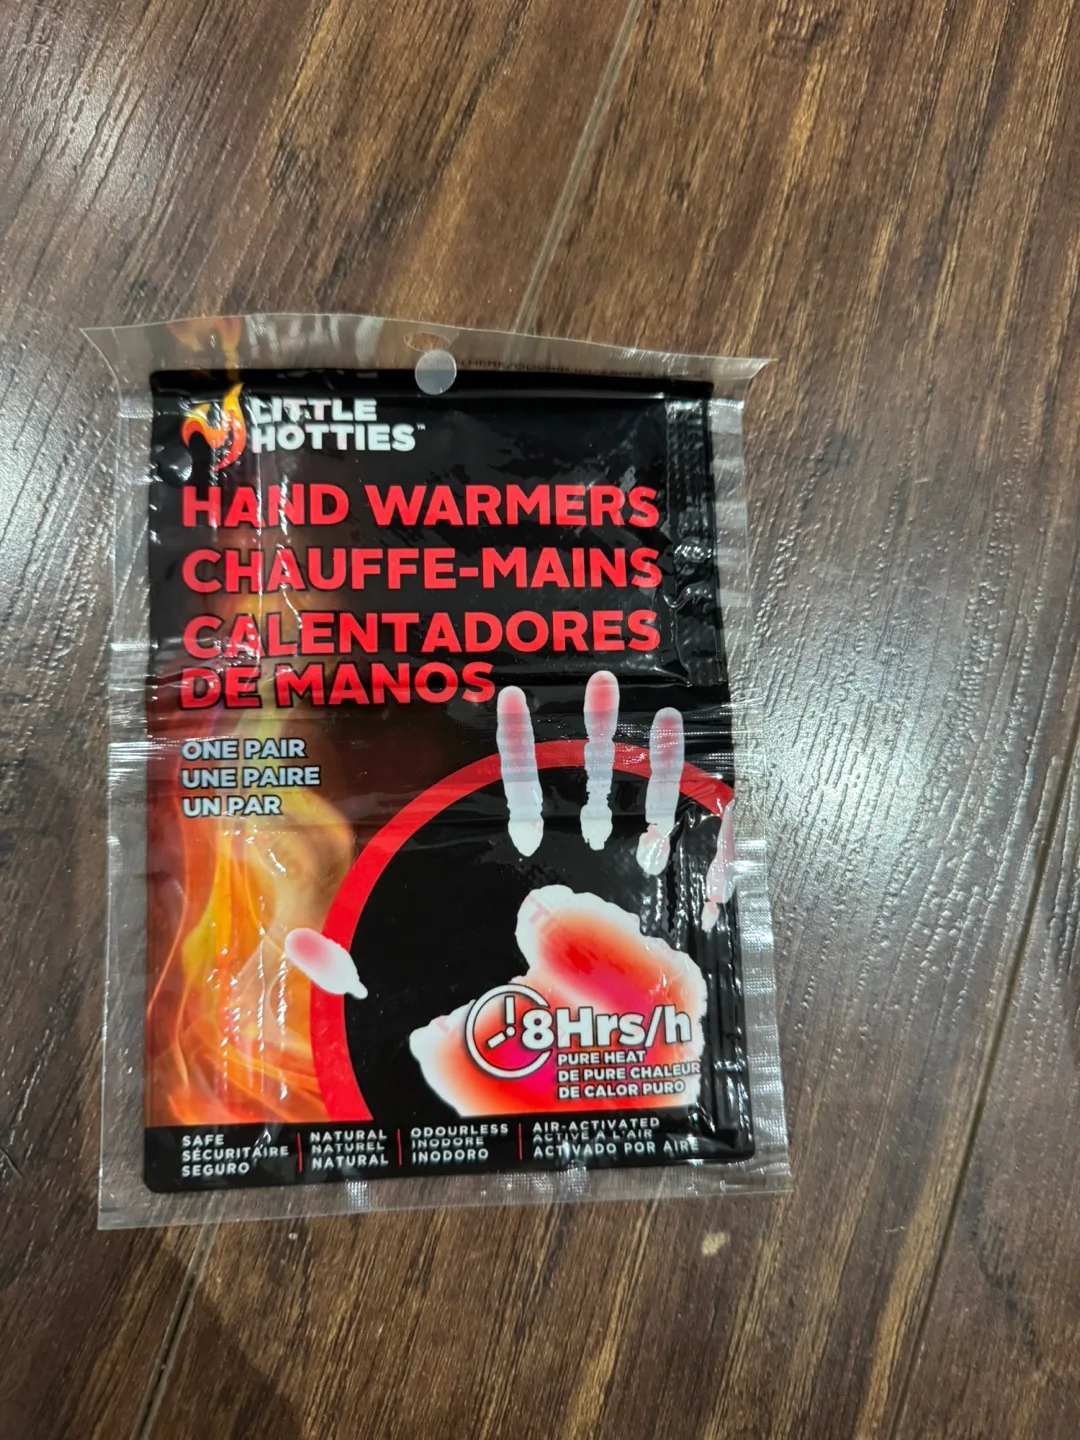 LITTLE
HOTTIES™
HAND WARMERS
CHAUFFE-MAINS
CALENTADORES
DE MANOS
ONE PAIR
UNE PAIRE
UN PAR
8Hrs/h
PURE HEAT
DE PURE CHALEUR
DE CALOR PURO
SAFE
SÉCURITAIRE
SEGURO
NATURAL
NATUREL
NATURAL
ODOURLESS
INODORE
INODORO
AIR-ACTIVATED
ACTIVÉ À L'AIR
ACTIVADO POR AIRE